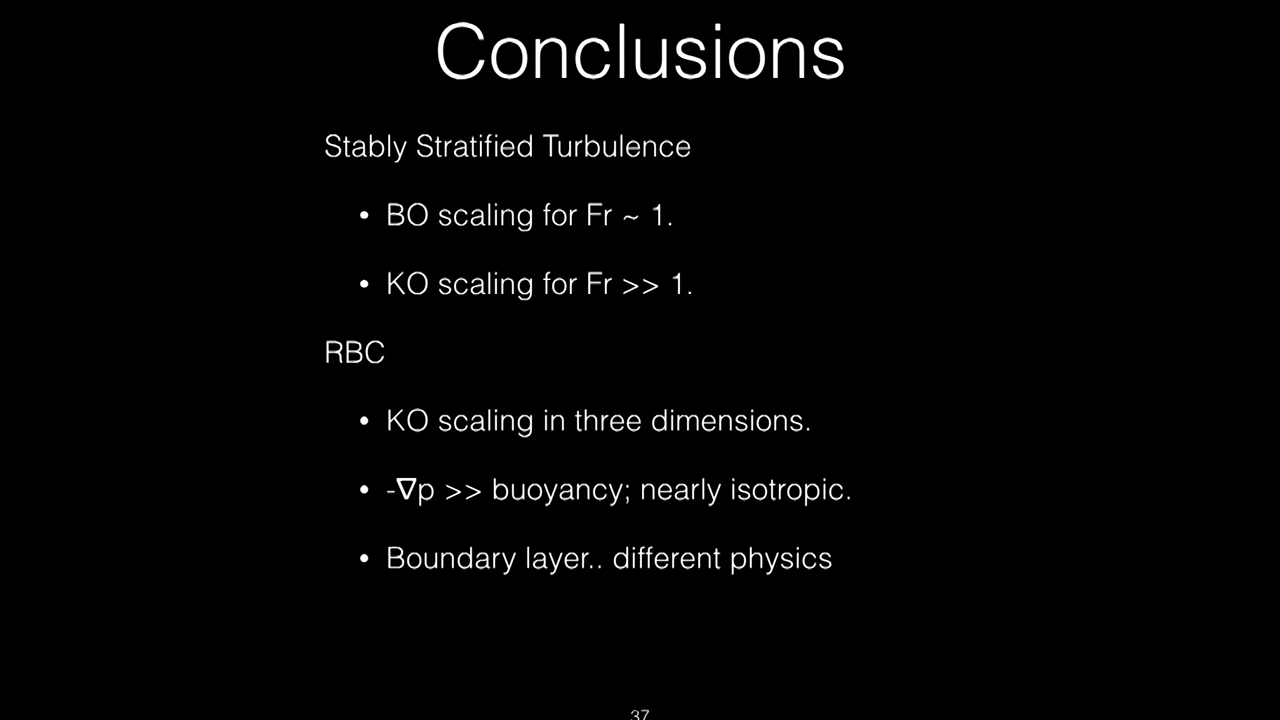 Conclusions
Stably Stratified Turbulence
• BO scaling for Fr ~ 1.
• KO scaling for Fr >> 1.
RBC
• KO scaling in three dimensions.
• -∇p >> buoyancy; nearly isotropic.
• Boundary layer.. different physics
37